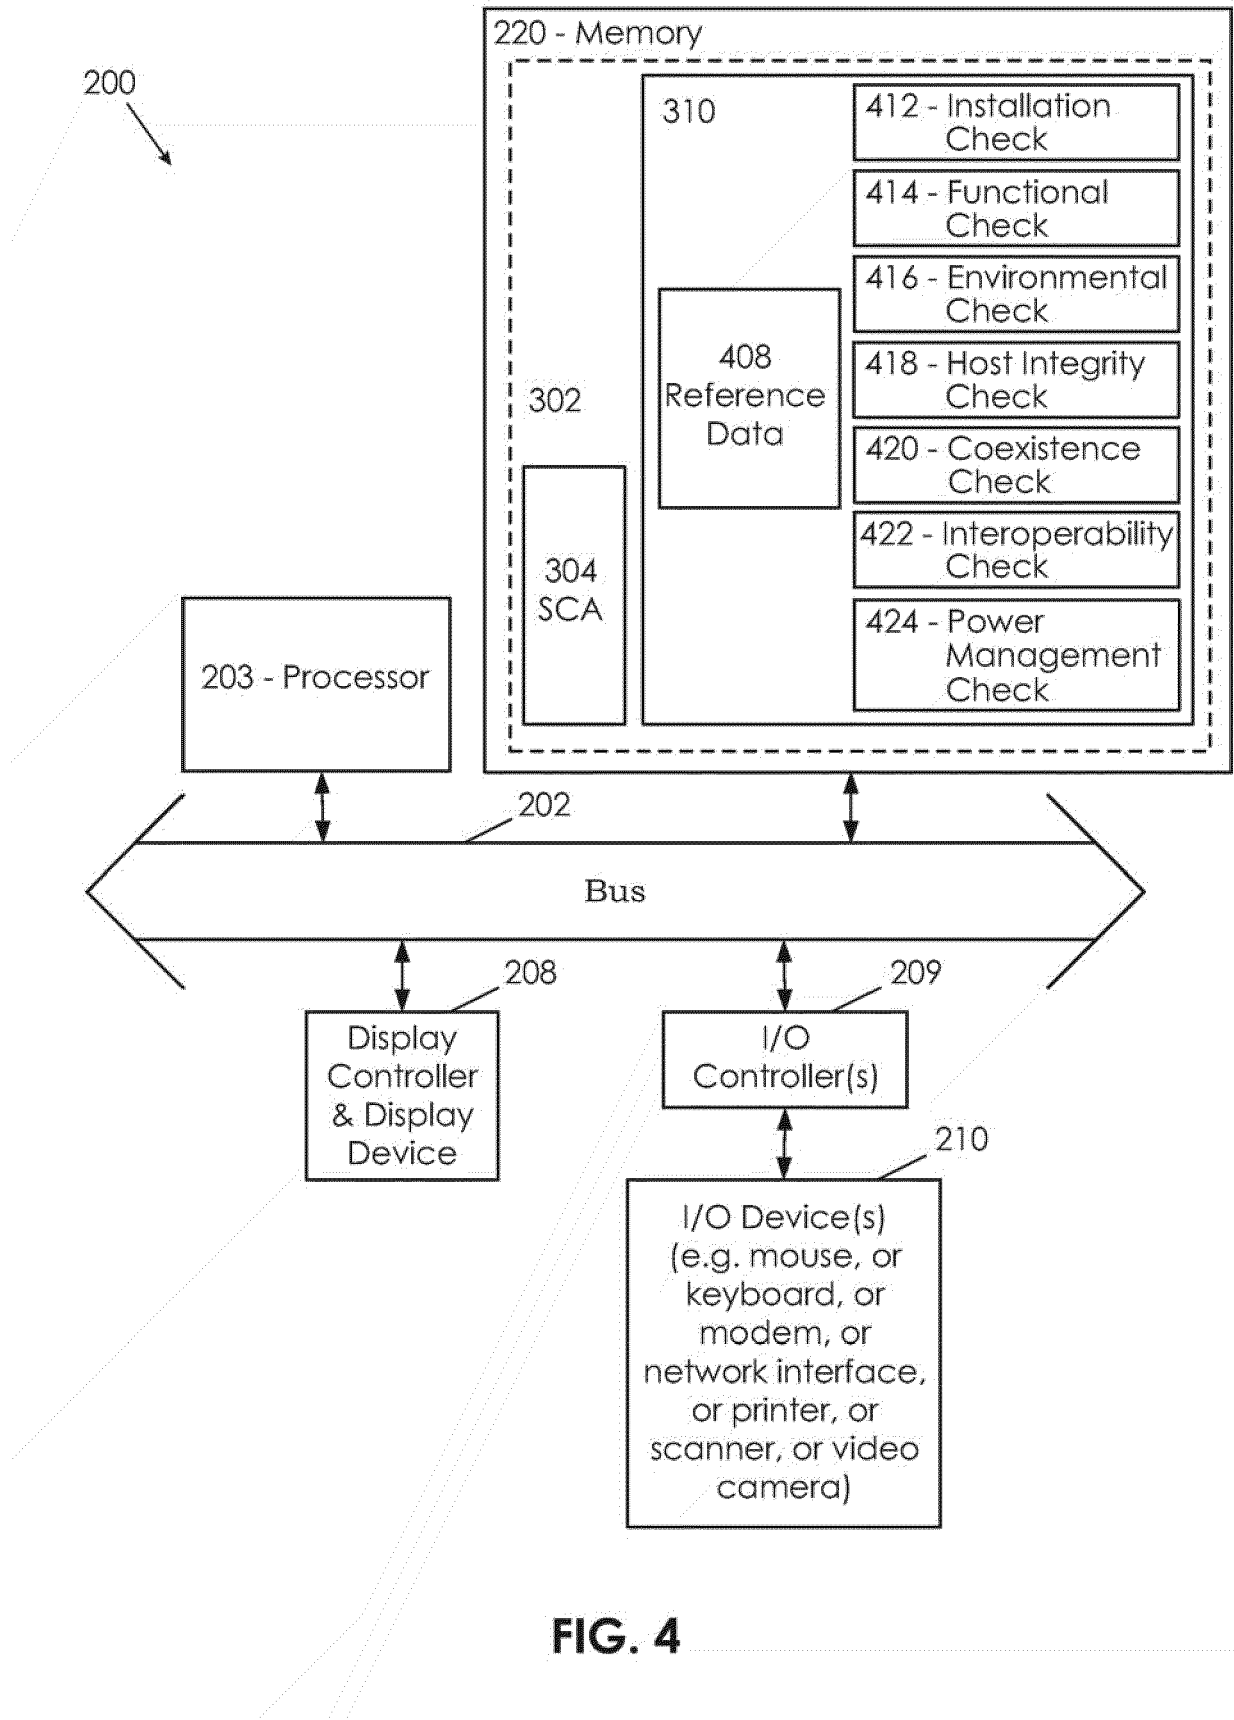 220 - Memory
200
310
412 - Installation
Check
414 - Functional
Check
416 - Environmental
Check
408
Reference
Data
418 - Host Integrity
Check
302
420 - Coexistence
Check
422 - Interoperability
Check
304
SCA
424 - Power
Management
Check
203 - Processor
202
Bus
208
209
Display
Controller
& Display
Device
I/O
Controller(s)
210
I/O Device(s)
(e.g. mouse, or
keyboard, or
modem, or
network interface,
or printer, or
scanner, or video
camera)
FIG. 4